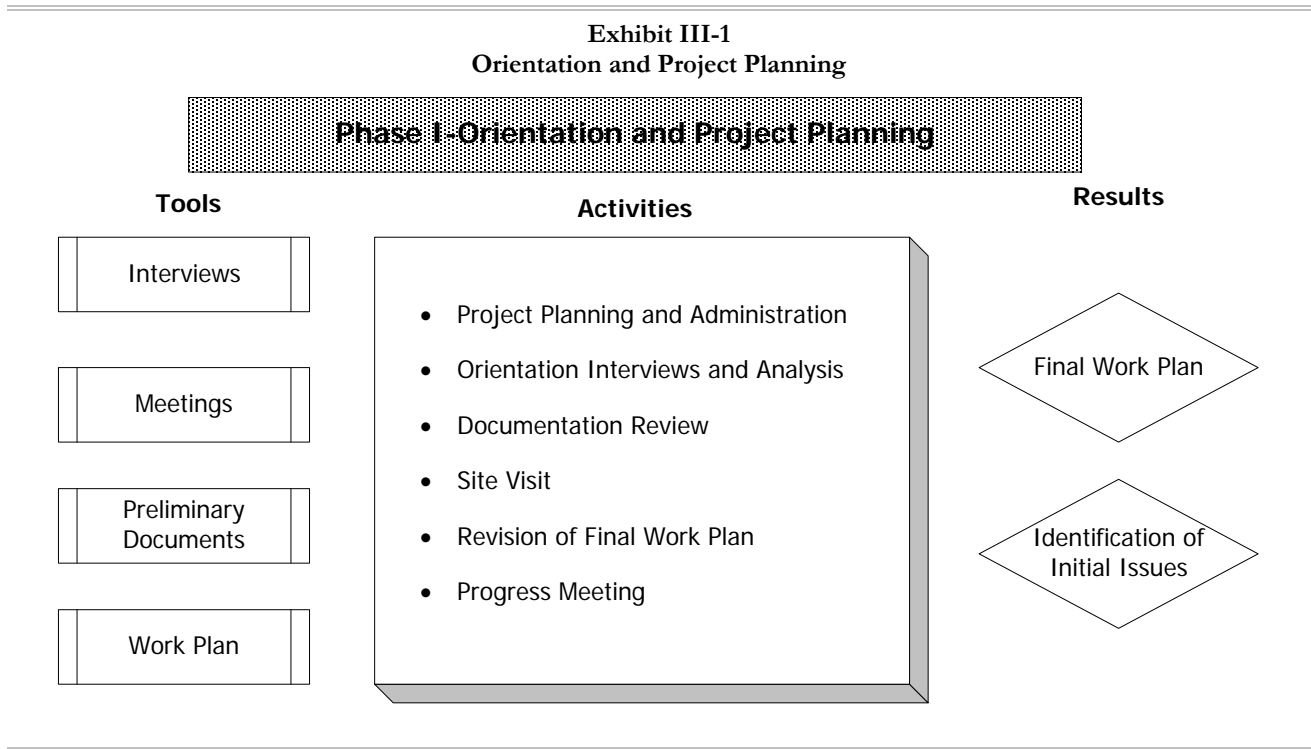 Exhibit III-1
Orientation and Project Planning
Phase I-Orientation and Project Planning
Tools
Interviews
Meetings
Preliminary
Documents
Work Plan
Activities
• Project Planning and Administration
• Orientation Interviews and Analysis
• Documentation Review
• Site Visit
• Revision of Final Work Plan
• Progress Meeting
Results
Final Work Plan
Identification of
Initial Issues